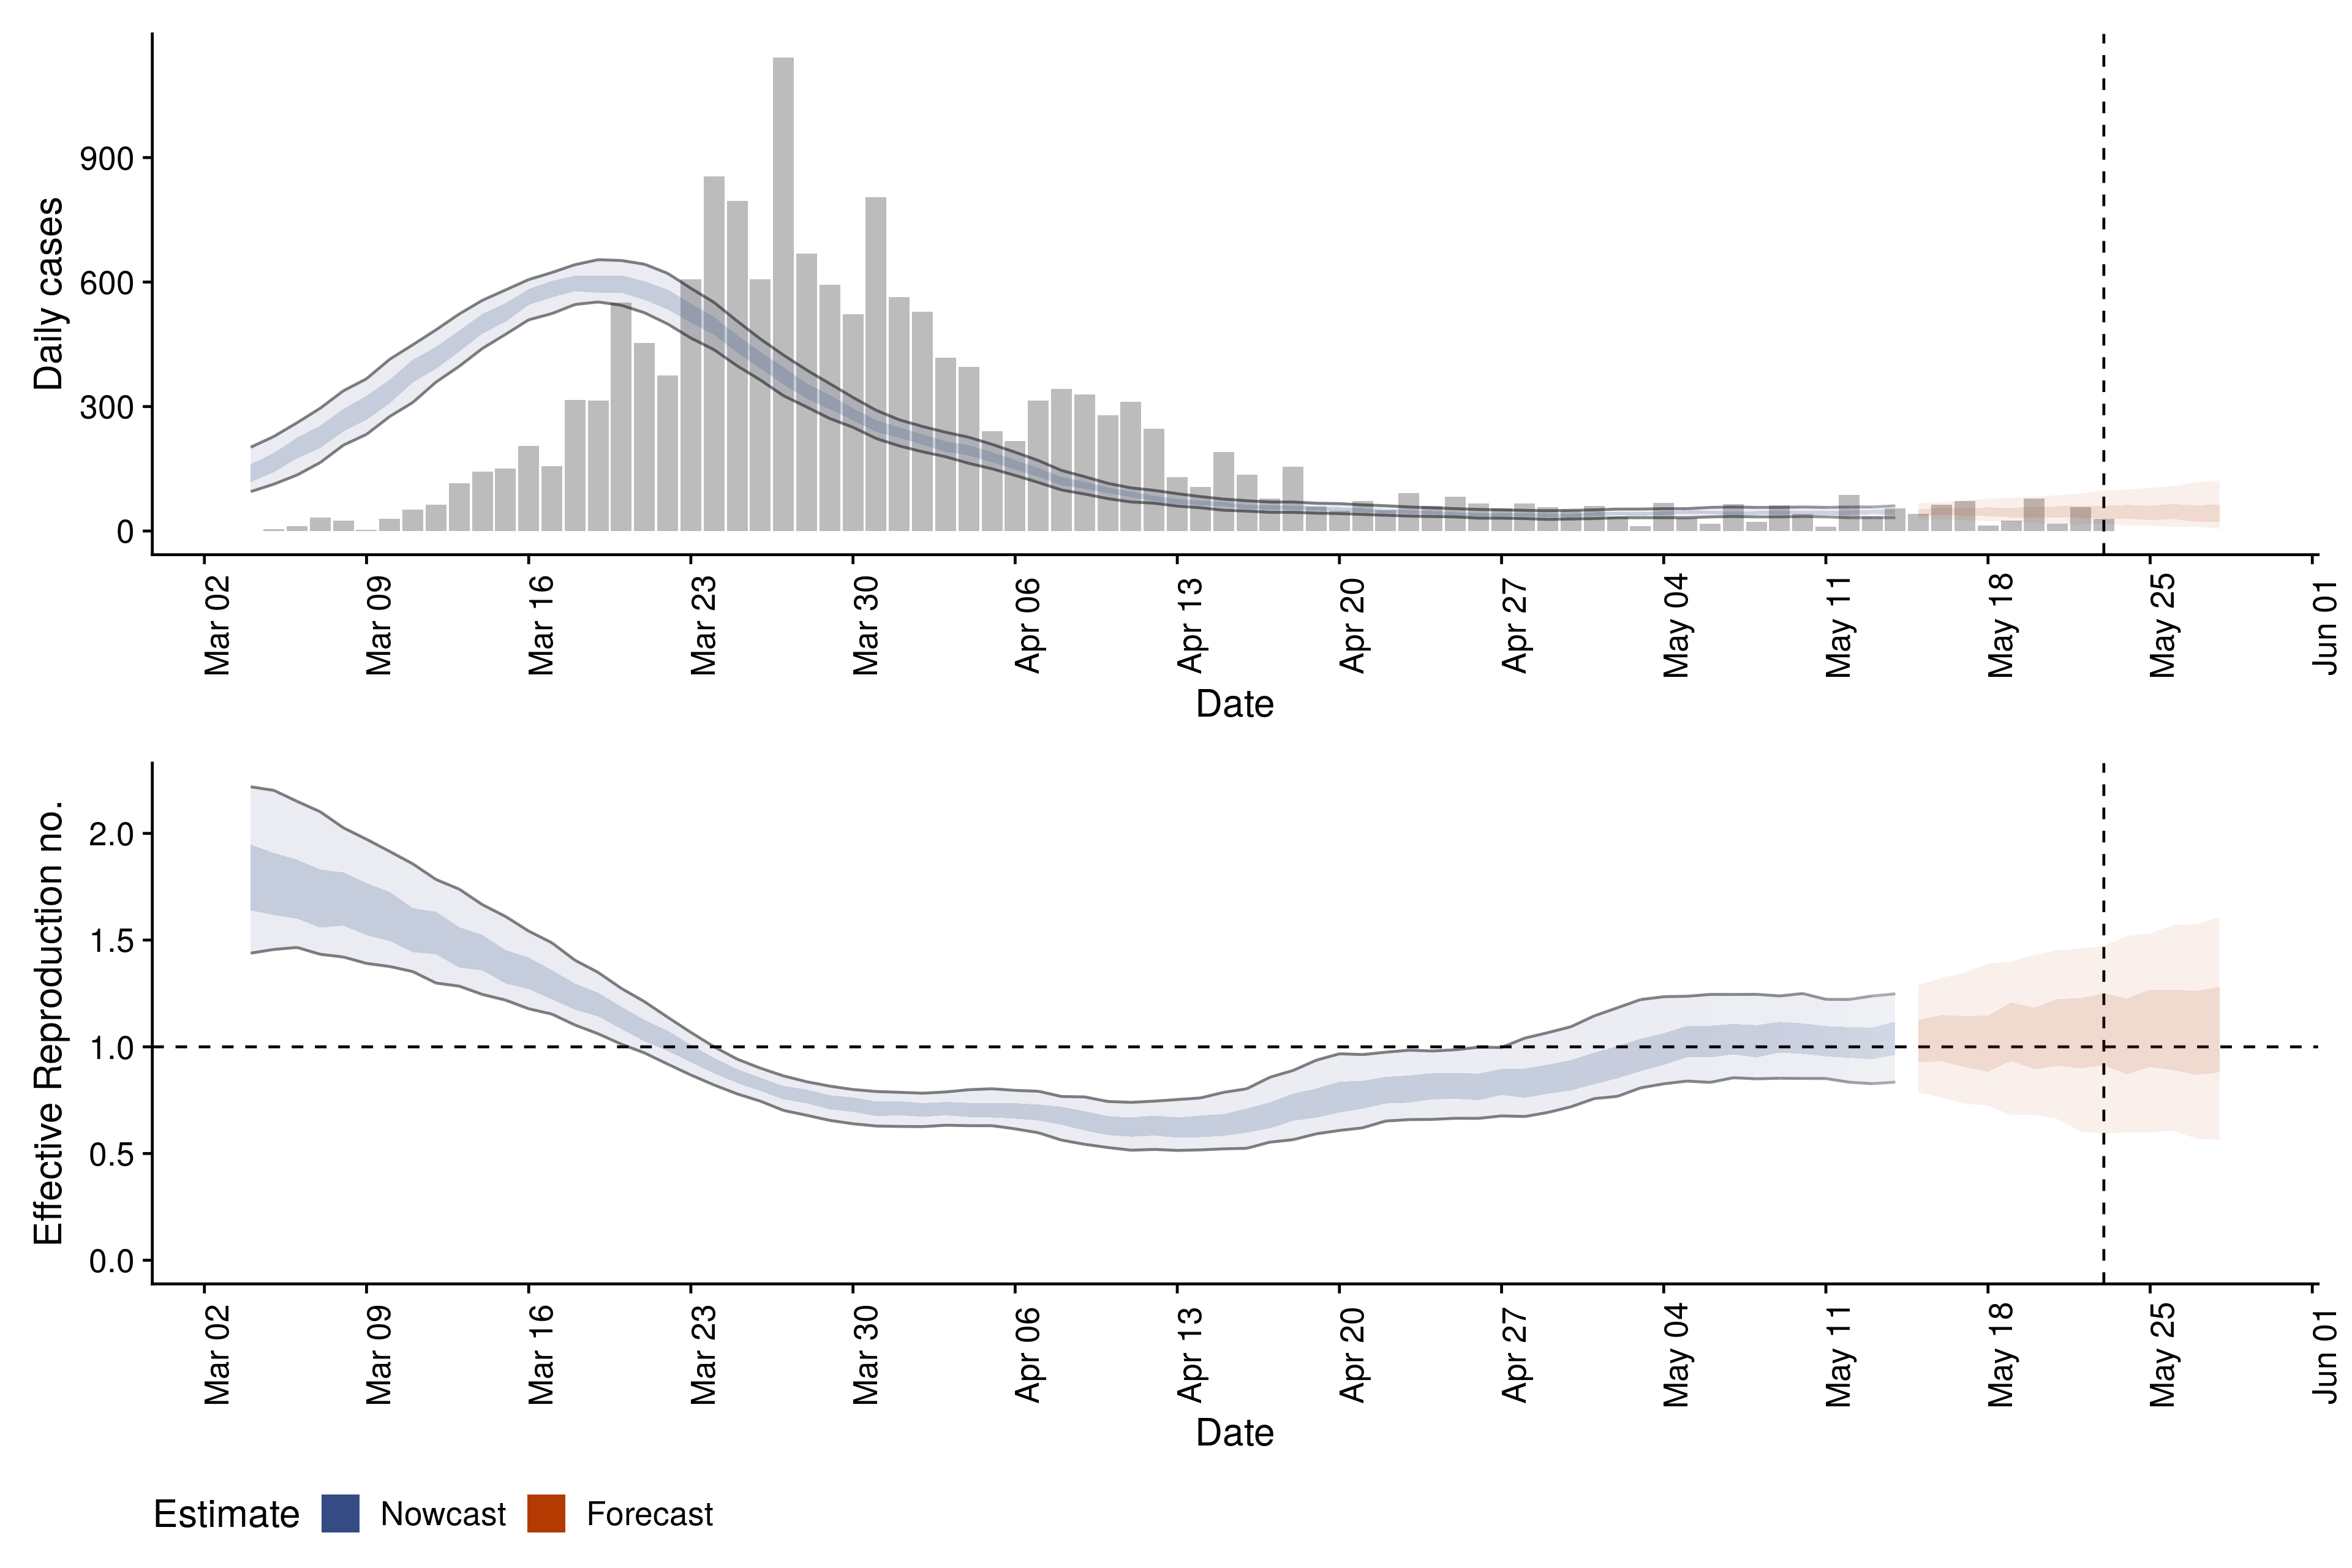 Daily cases
900
600
300
0
Mar 02
Mar 09
Mar 16
Mar 23
Mar 30
Apr 06
Apr 13
Apr 20
Apr 27
May 04
May 11
May 18
May 25
Jun 01
Date
Effective Reproduction no.
2.0
1.5
1.0
0.5
0.0
Mar 02
Mar 09
Mar 16
Mar 23
Mar 30
Apr 06
Apr 13
Apr 20
Apr 27
May 04
May 11
May 18
May 25
Jun 01
Date
Estimate Nowcast Forecast